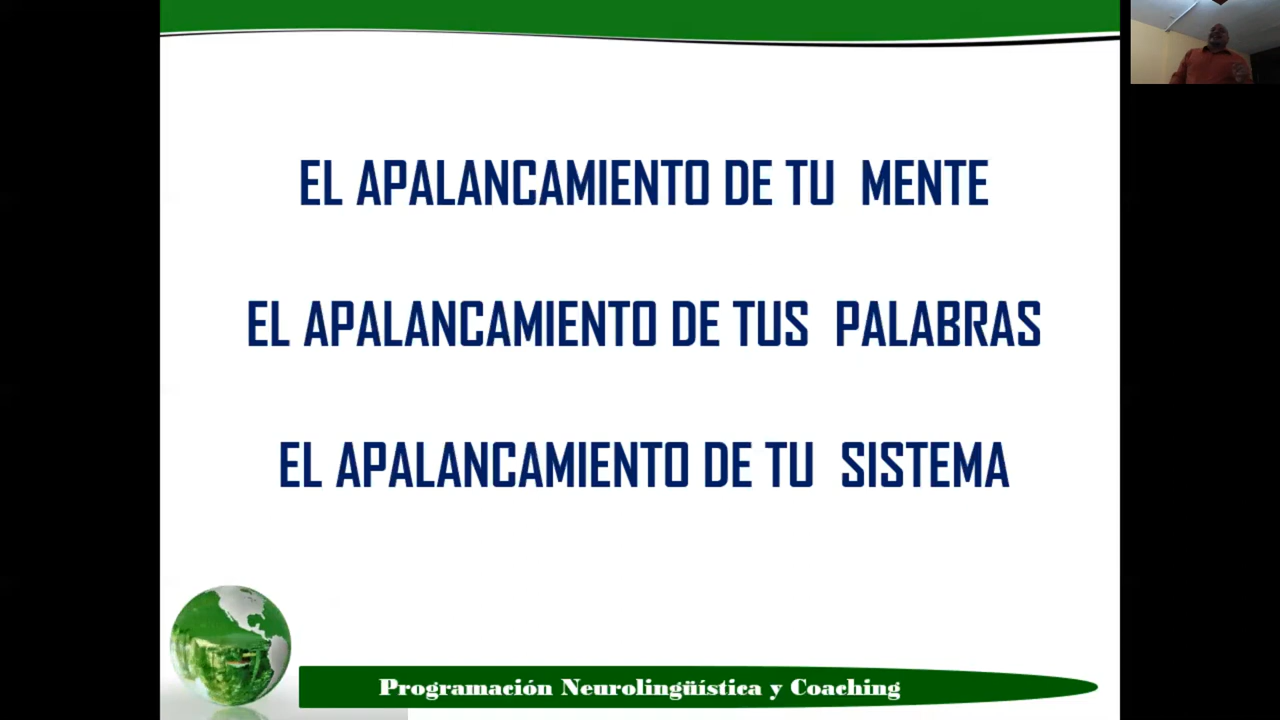 EL APALANCAMIENTO DE TU MENTE
EL APALANCAMIENTO DE TUS PALABRAS
EL APALANCAMIENTO DE TU SISTEMA
Programación Neurolingüística y Coaching